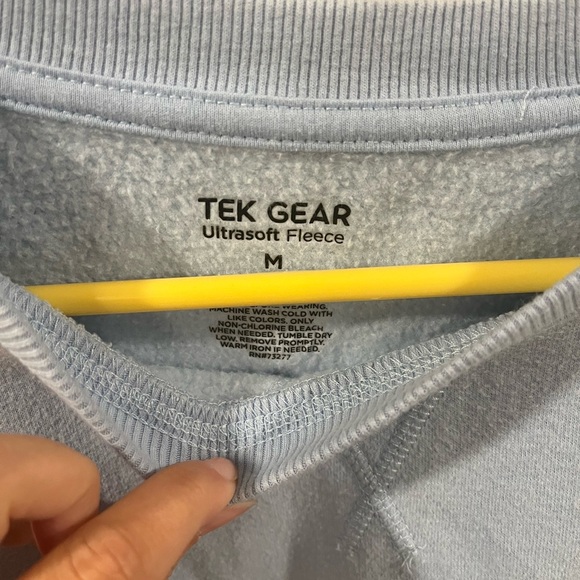 TEK GEAR
Ultrasoft Fleece
M
WEARING.
MACHINE WASH COLD WITH
LIKE COLORS. ONLY
NON-CHLORINE BLEACH
WHEN NEEDED. TUMBLE DRY
LOW. REMOVE PROMPTLY.
WARM IRON IF NEEDED.
RN#73277